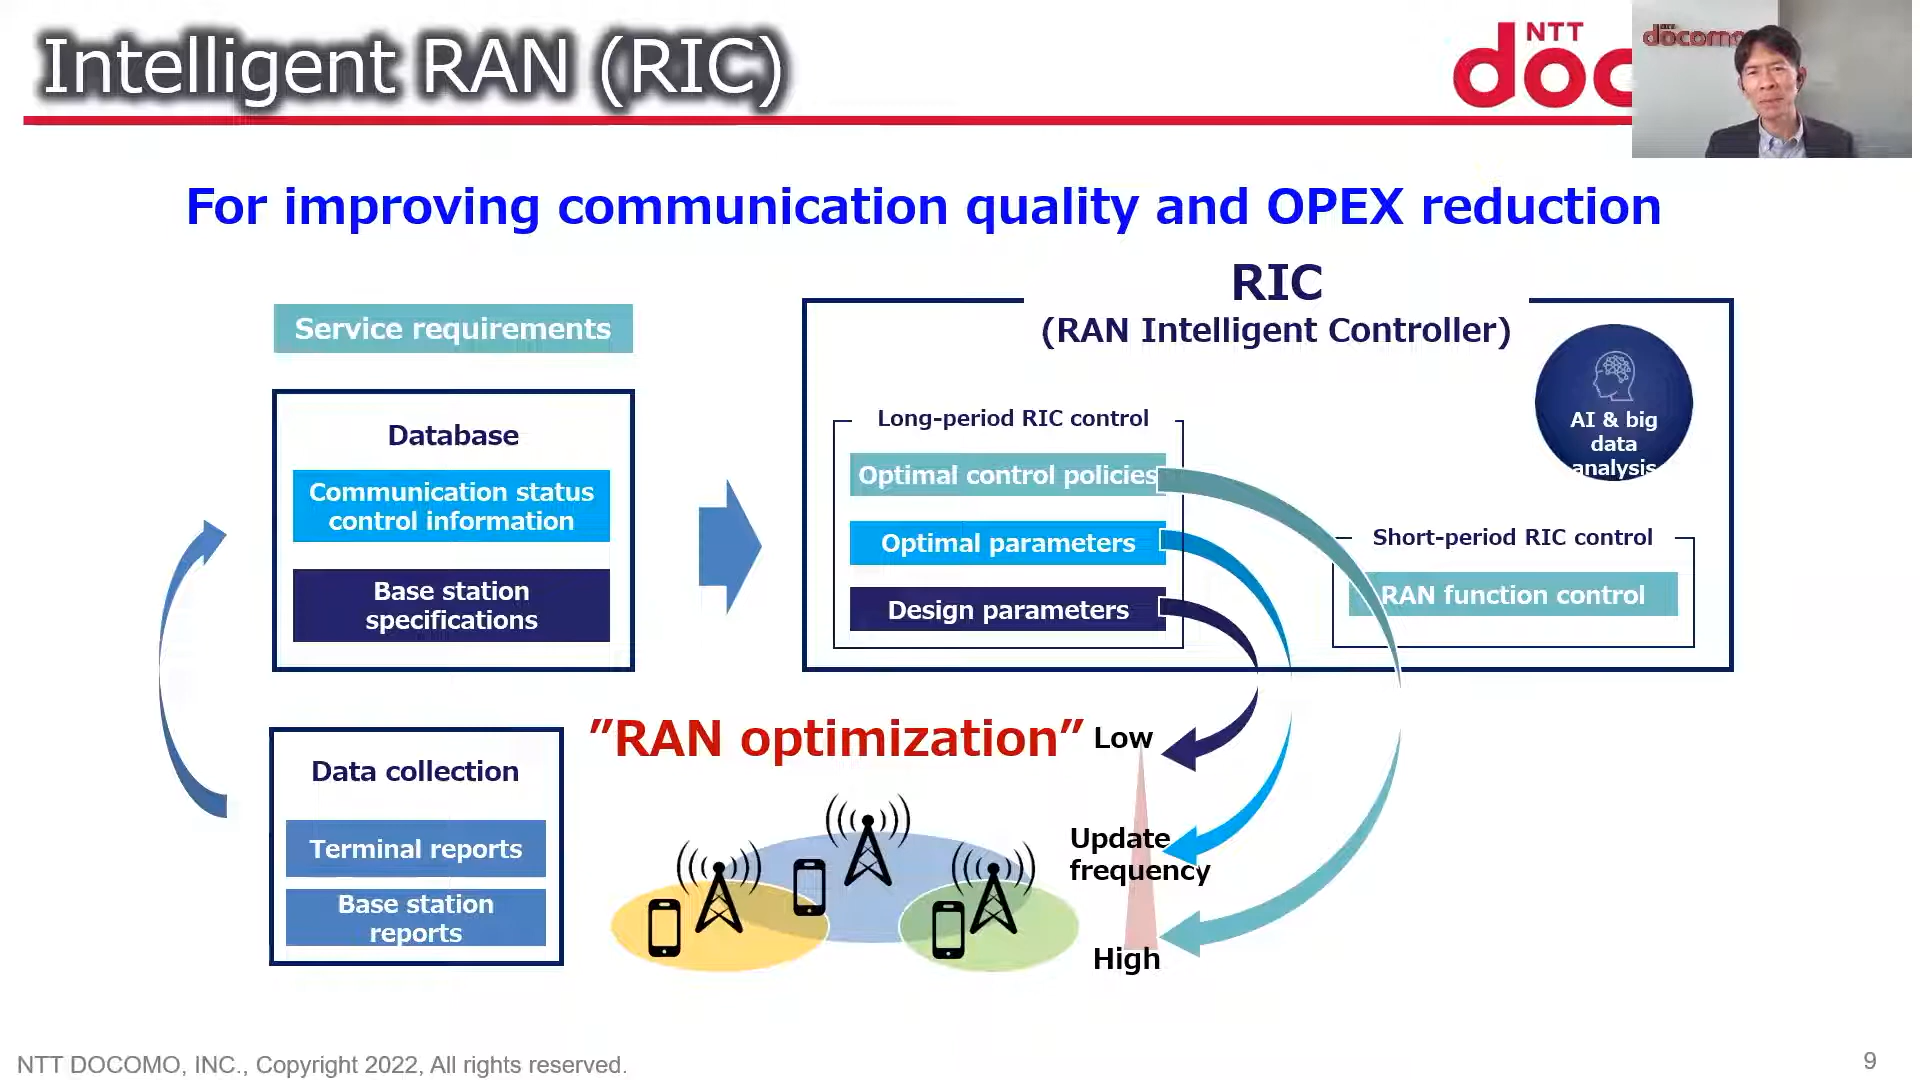 Intelligent RAN (RIC)
NTT
doc
docomo
For improving communication quality and OPEX reduction
Service requirements
Database
Communication status
control information
Base station
specifications
RIC
(RAN Intelligent Controller)
AI & big
data
analysis
Long-period RIC control
Optimal control policies
Optimal parameters
Design parameters
Short-period RIC control
RAN function control
Data collection
Terminal reports
Base station
reports
”RAN optimization”
Low
Update
frequency
High
NTT DOCOMO, INC., Copyright 2022, All rights reserved.
9